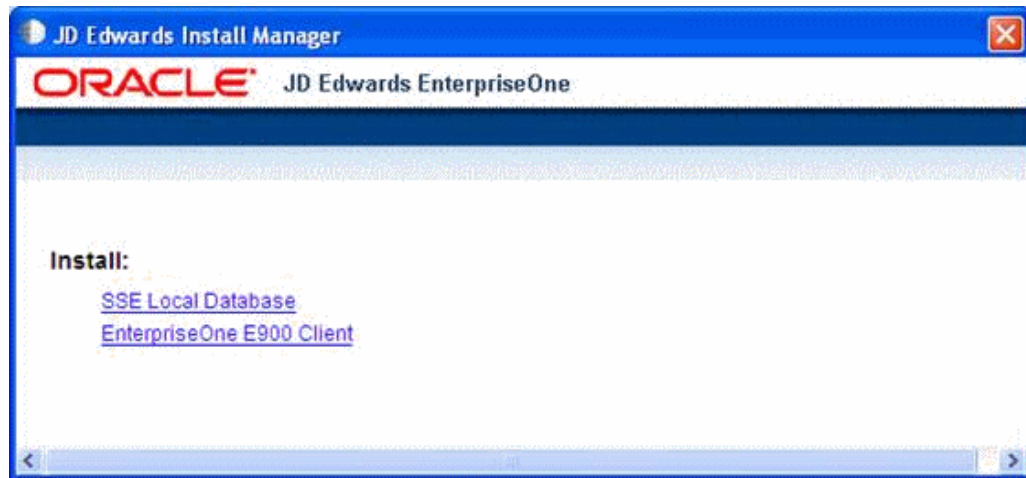 JD Edwards Install Manager
ORACLE® JD Edwards EnterpriseOne
Install:
SSE Local Database
EnterpriseOne E900 Client